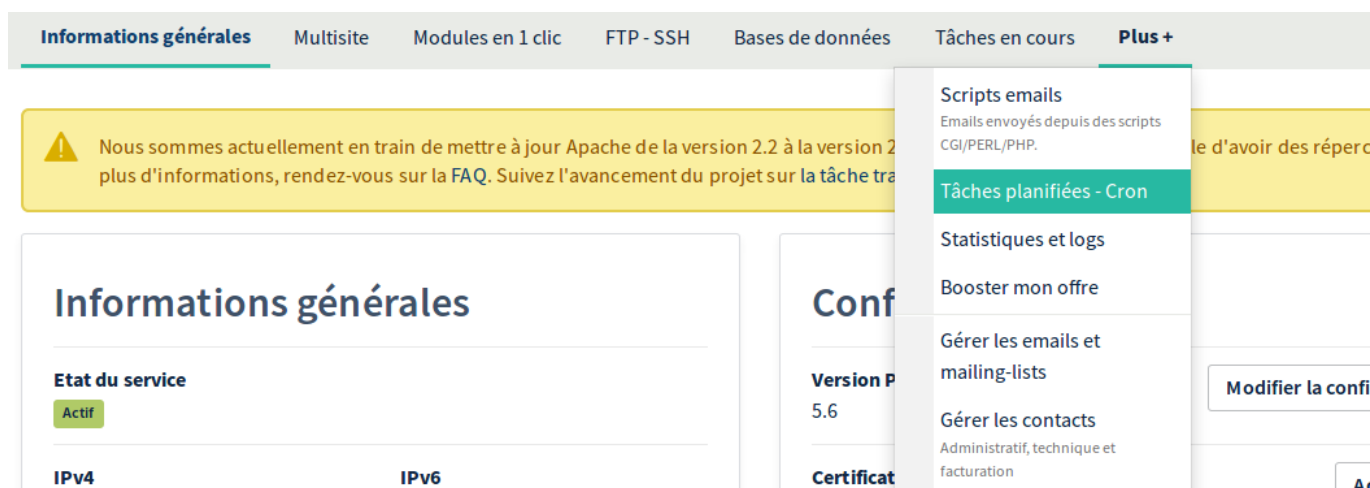 Informations générales Multisite Modules en 1 clic FTP - SSH Bases de données Tâches en cours Plus +
Scripts emails
Emails envoyés depuis des scripts
CGI/PERL/PHP.
Tâches planifiées - Cron
Statistiques et logs
Booster mon offre
Gérer les emails et
mailing-lists
Gérer les contacts
Administratif, technique et
facturation
Nous sommes actuellement en train de mettre à jour Apache de la version 2.2 à la version 2 le d'avoir des réperc
plus d'informations, rendez-vous sur la FAQ. Suivez l'avancement du projet sur la tâche tra
Informations générales
Etat du service
Actif
IPv4 IPv6
Conf
Version P
5.6
Modifier la confi
Certificat